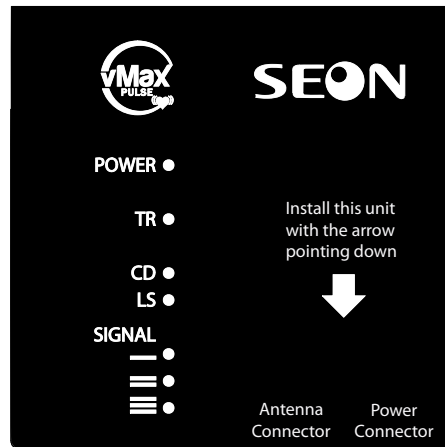 vMax
PULSE
SEON
POWER
TR
CD
LS
SIGNAL
Install this unit
with the arrow
pointing down
Antenna
Connector
Power
Connector